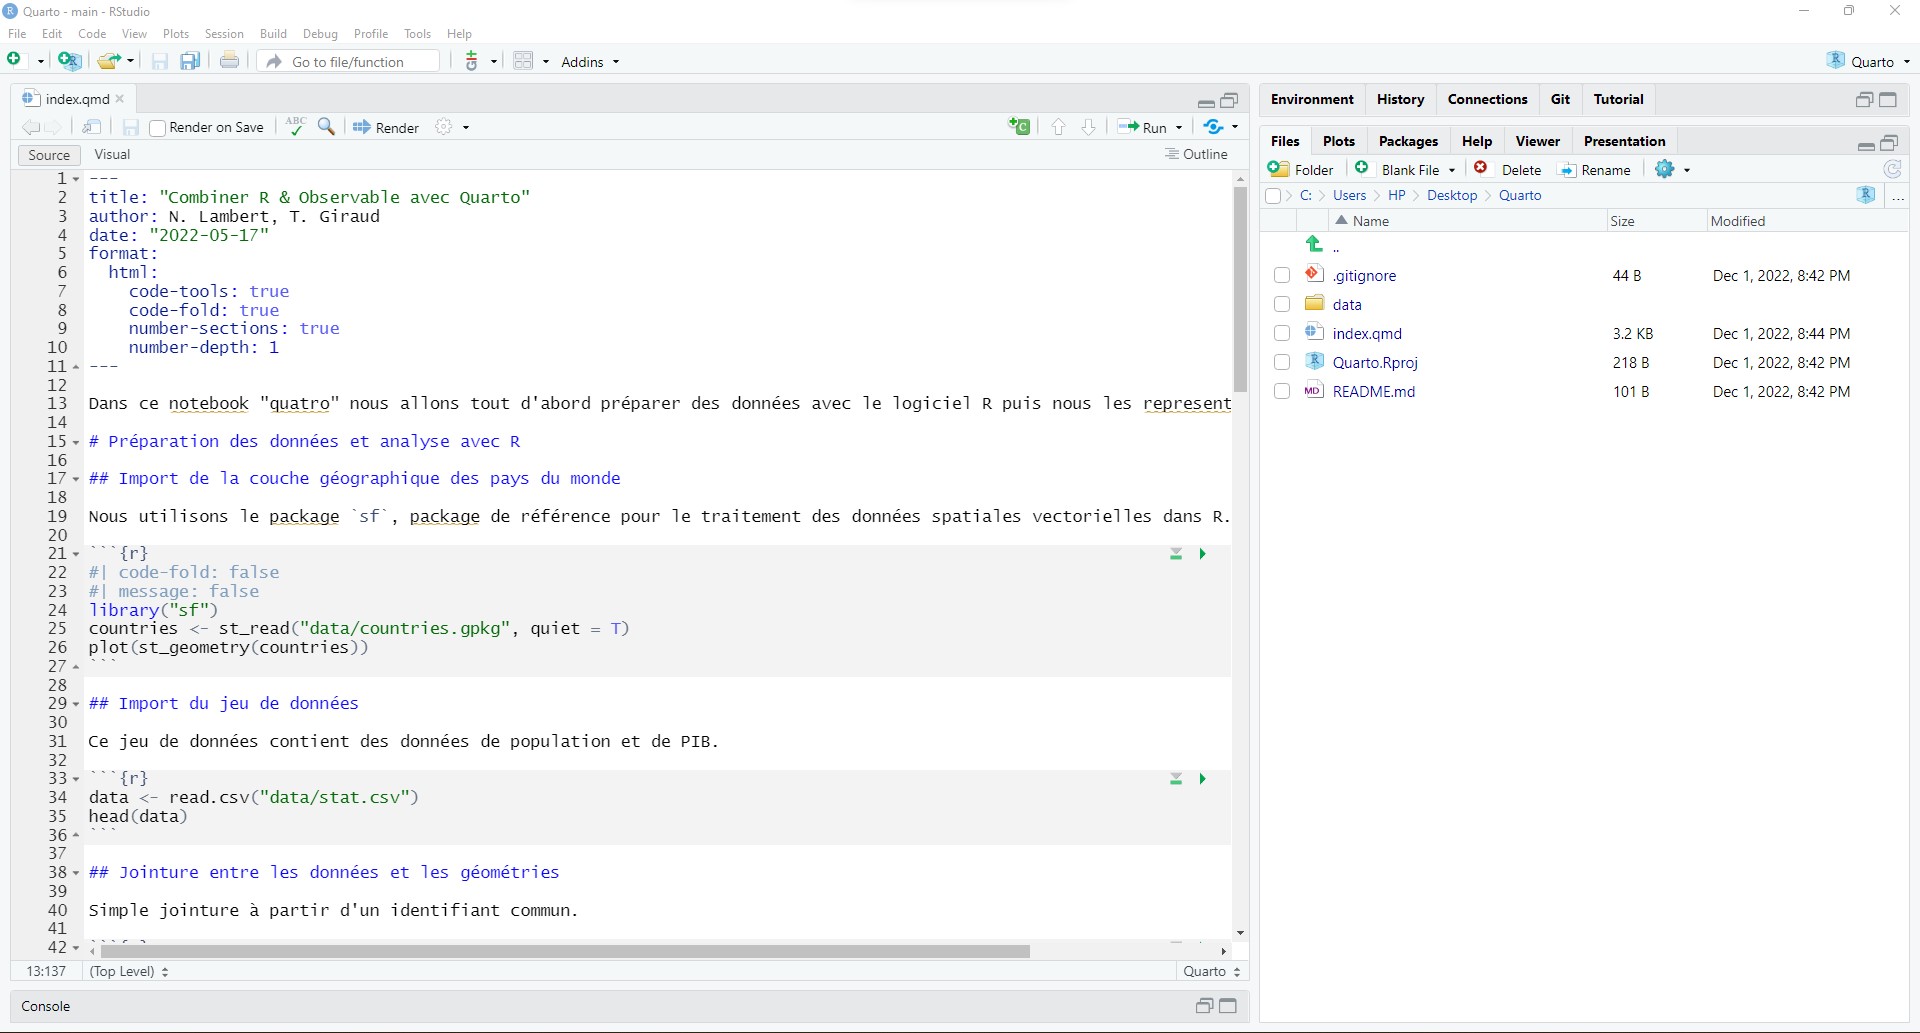 Quarto - main - RStudio
File Edit Code View Plots Session Build Debug Profile Tools Help
Go to file/function Addins Quarto
index.qmd
Render on Save ABC Render Run
Source Visual Outline
1 ---
2 title: "Combiner R & Observable avec Quarto"
3 author: N. Lambert, T. Giraud
4 date: "2022-05-17"
5 format:
6 html:
7 code-tools: true
8 code-fold: true
9 number-sections: true
10 number-depth: 1
11 ---
12
13 Dans ce notebook "quatro" nous allons tout d'abord préparer des données avec le logiciel R puis nous les represent
14
15 # Préparation des données et analyse avec R
16
17 ## Import de la couche géographique des pays du monde
18
19 Nous utilisons le package `sf`, package de référence pour le traitement des données spatiales vectorielles dans R.
20
21 ```{r}
22 #| code-fold: false
23 #| message: false
24 library("sf")
25 countries <- st_read("data/countries.gpkg", quiet = T)
26 plot(st_geometry(countries))
27 ```
28
29 ## Import du jeu de données
30
31 Ce jeu de données contient des données de population et de PIB.
32
33 ```{r}
34 data <- read.csv("data/stat.csv")
35 head(data)
36 ```
37
38 ## Jointure entre les données et les géométries
39
40 Simple jointure à partir d'un identifiant commun.
41
42
13:137 (Top Level) Quarto
Console
Environment History Connections Git Tutorial
Files Plots Packages Help Viewer Presentation
Folder Blank File Delete Rename
C: Users HP Desktop Quarto ...
Name Size Modified
..
.gitignore 44 B Dec 1, 2022, 8:42 PM
data
index.qmd 3.2 KB Dec 1, 2022, 8:44 PM
Quarto.Rproj 218 B Dec 1, 2022, 8:42 PM
MD README.md 101 B Dec 1, 2022, 8:42 PM